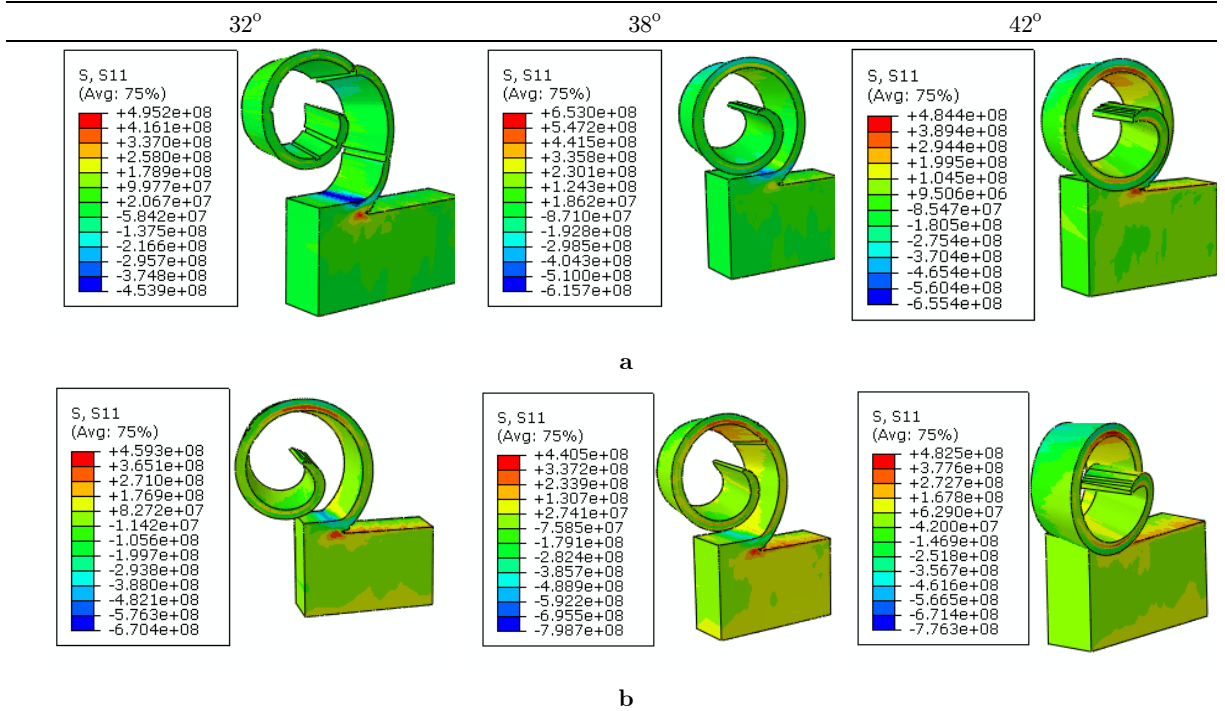 32°
38°
42°
S, S11
(Avg: 75%)
+4.952e+08
+4.161e+08
+3.370e+08
+2.580e+08
+1.789e+08
+9.977e+07
+2.067e+07
-5.842e+07
-1.375e+08
-2.166e+08
-2.957e+08
-3.748e+08
-4.539e+08
S, S11
(Avg: 75%)
+6.530e+08
+5.472e+08
+4.415e+08
+3.358e+08
+2.301e+08
+1.243e+08
+1.862e+07
-8.710e+07
-1.928e+08
-2.985e+08
-4.043e+08
-5.100e+08
-6.157e+08
S, S11
(Avg: 75%)
+4.844e+08
+3.894e+08
+2.944e+08
+1.995e+08
+1.045e+08
+9.506e+06
-8.547e+07
-1.805e+08
-2.754e+08
-3.704e+08
-4.654e+08
-5.604e+08
-6.554e+08
a
S, S11
(Avg: 75%)
+4.593e+08
+3.651e+08
+2.710e+08
+1.769e+08
+8.272e+07
-1.142e+07
-1.056e+08
-1.997e+08
-2.938e+08
-3.880e+08
-4.821e+08
-5.763e+08
-6.704e+08
S, S11
(Avg: 75%)
+4.405e+08
+3.372e+08
+2.339e+08
+1.307e+08
+2.741e+07
-7.585e+07
-1.791e+08
-2.824e+08
-3.857e+08
-4.889e+08
-5.922e+08
-6.955e+08
-7.987e+08
S, S11
(Avg: 75%)
+4.825e+08
+3.776e+08
+2.727e+08
+1.678e+08
+6.290e+07
-4.200e+07
-1.469e+08
-2.518e+08
-3.567e+08
-4.616e+08
-5.665e+08
-6.714e+08
-7.763e+08
b